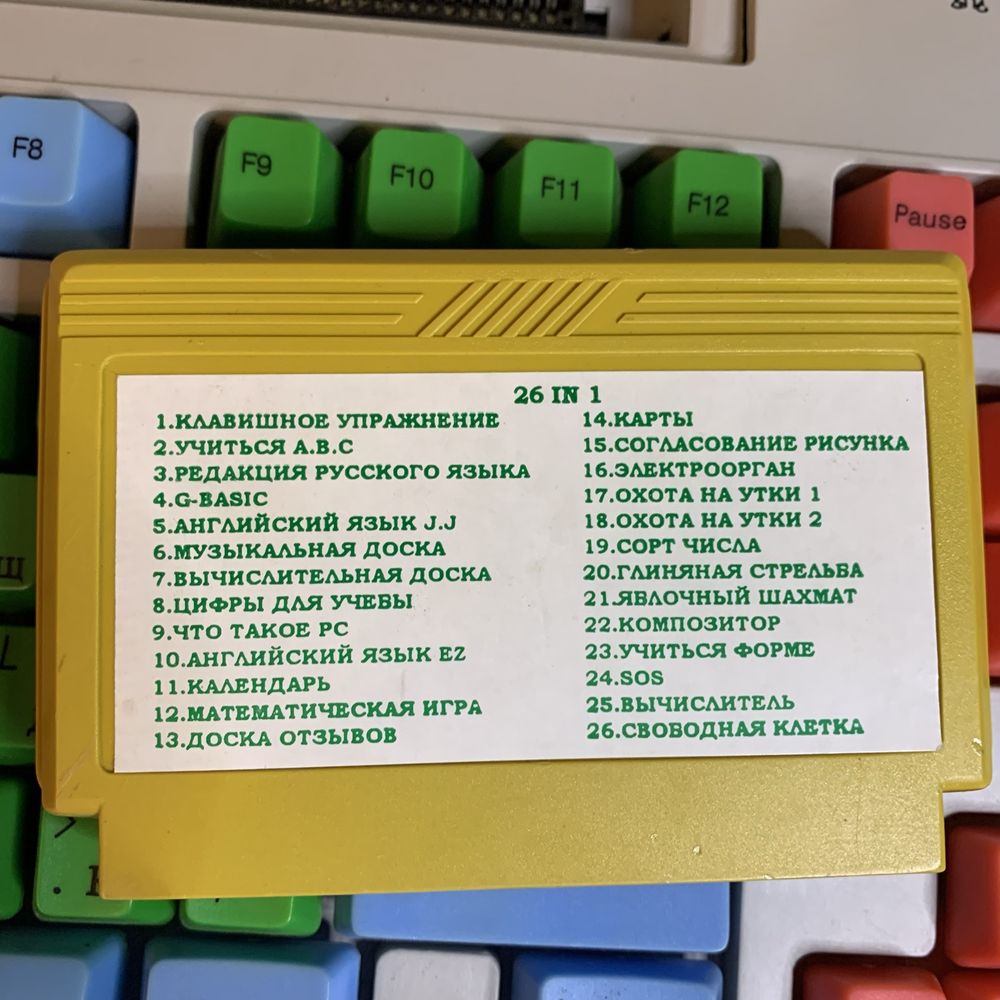 F8
F9
F10
F11
F12
Pause
26 IN 1
1.КЛАВИШНОЕ УПРАЖНЕНИЕ
2.УЧИТЬСЯ A.B.C
3.РЕДАКЦИЯ РУССКОГО ЯЗЫКА
4.G-BASIC
5.АНГЛИЙСКИЙ ЯЗЫК J.J
6.МУЗЫКАЛЬНАЯ ДОСКА
7.ВЫЧИСЛИТЕЛЬНАЯ ДОСКА
8.ЦИФРЫ ДЛЯ УЧЕВЫ
9.ЧТО ТАКОЕ PC
10.АНГЛИЙСКИЙ ЯЗЫК EZ
11.КАЛЕНДАРЬ
12.МАТЕМАТИЧЕСКАЯ ИГРА
13.ДОСКА ОТЗЫВОВ
14.КАРТЫ
15.СОГЛАСОВАНИЕ РИСУНКА
16.ЭЛЕКТРООРГАН
17.ОХОТА НА УТКИ 1
18.ОХОТА НА УТКИ 2
19.СОРТ ЧИСЛА
20.ГЛИНЯНАЯ СТРЕЛЬБА
21.ЯВЛОЧНЫЙ ШАХМАТ
22.КОМПОЗИТОР
23.УЧИТЬСЯ ФОРМЕ
24.SOS
25.ВЫЧИСЛИТЕЛЬ
26.СВОБОДНАЯ КЛЕТКА
Щ
L